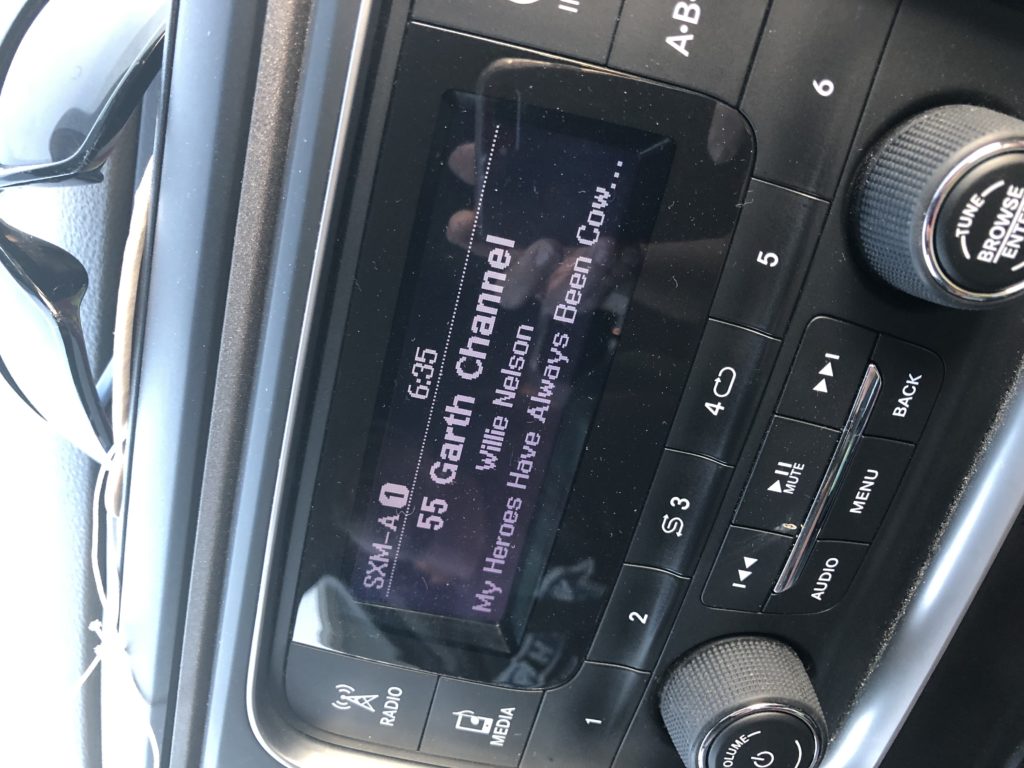 SXM-A 1 6:35
55 Garth Channel
Willie Nelson
My Heroes Have Always Been Cow...
RADIO
MEDIA
1
2
3
4
5
6
VOLUME
MUTE
AUDIO
MENU
BACK
TUNE
BROWSE